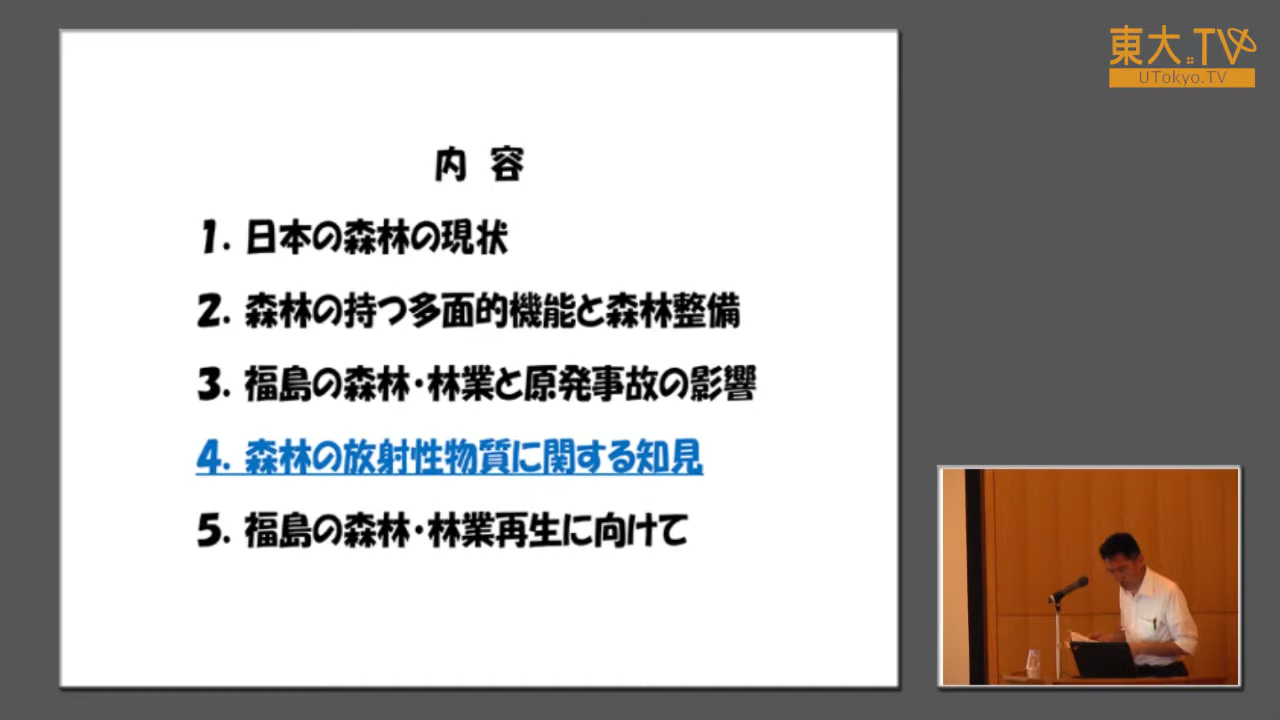 東大.TV
UTokyo.TV
内 容
1. 日本の森林の現状
2. 森林の持つ多面的機能と森林整備
3. 福島の森林・林業と原発事故の影響
4. 森林の放射性物質に関する知見
5. 福島の森林・林業再生に向けて